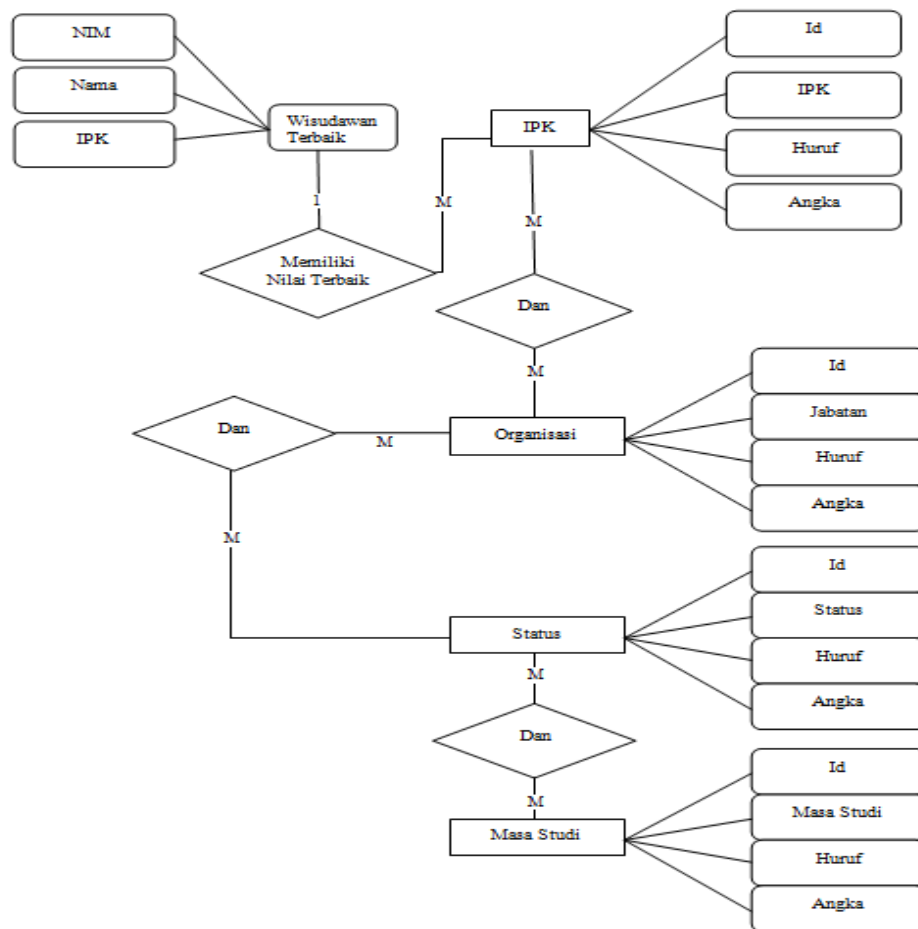 NIM
Nama
IPK
Wisudawan
Terbaik
1
Memiliki
Nilai Terbaik
M
IPK
Id
IPK
Huruf
Angka
M
Dan
M
Organisasi
Id
Jabatan
Huruf
Angka
M
Dan
M
Status
Id
Status
Huruf
Angka
M
Dan
M
Masa Studi
Id
Masa Studi
Huruf
Angka